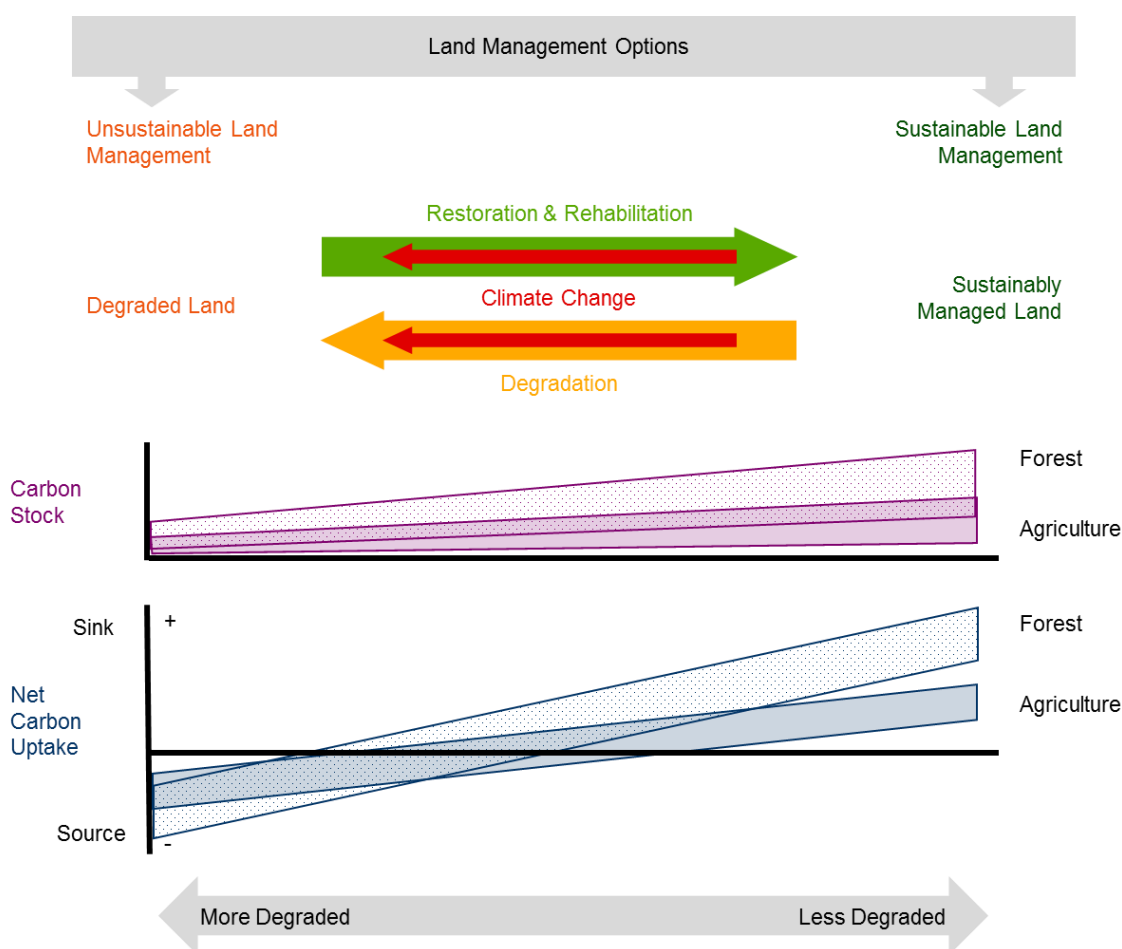 Land Management Options
Unsustainable Land
Management
Sustainable Land
Management
Restoration & Rehabilitation
Degraded Land
Climate Change
Sustainably
Managed Land
Degradation
Carbon
Stock
Forest
Agriculture
Sink
+
Forest
Net
Carbon
Uptake
Agriculture
Source
-
More Degraded
Less Degraded